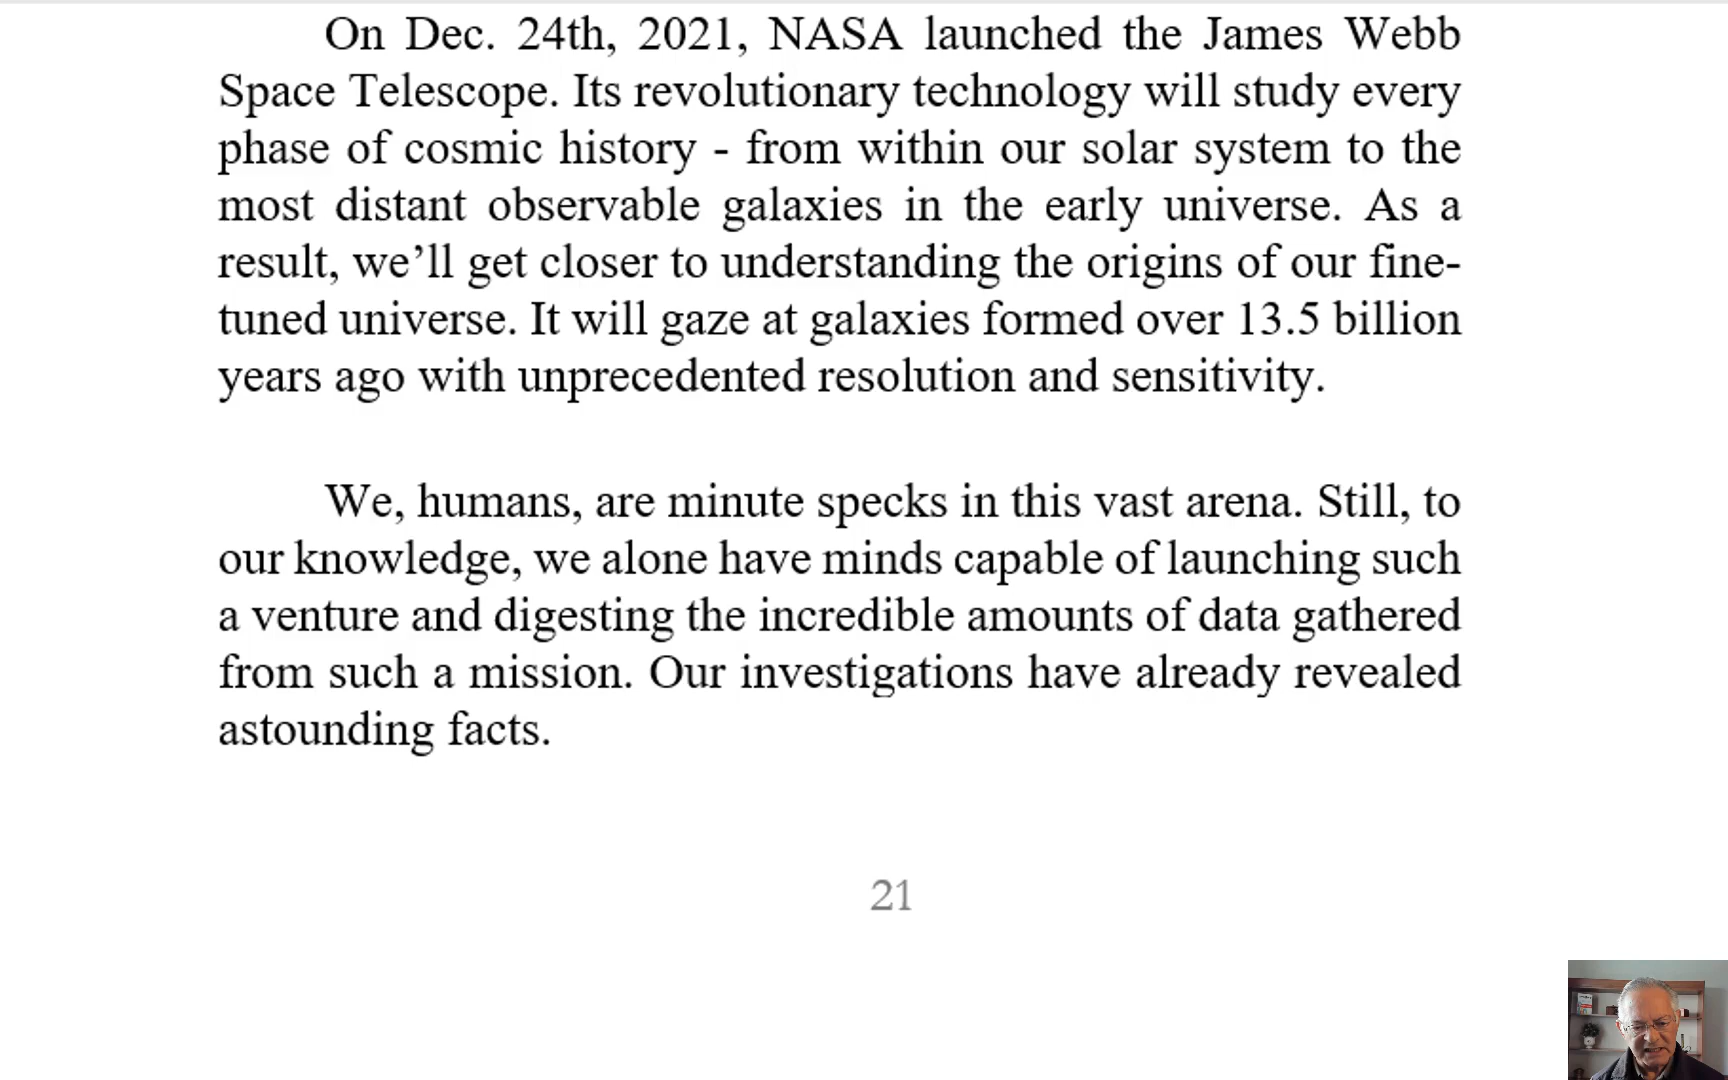 On Dec. 24th, 2021, NASA launched the James Webb
Space Telescope. Its revolutionary technology will study every
phase of cosmic history - from within our solar system to the
most distant observable galaxies in the early universe. As a
result, we’ll get closer to understanding the origins of our fine-
tuned universe. It will gaze at galaxies formed over 13.5 billion
years ago with unprecedented resolution and sensitivity.
We, humans, are minute specks in this vast arena. Still, to
our knowledge, we alone have minds capable of launching such
a venture and digesting the incredible amounts of data gathered
from such a mission. Our investigations have already revealed
astounding facts.
21